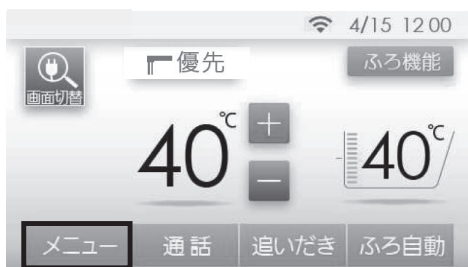 4/15 12:00
画面切替
優先
ふろ機能
40℃
+
−
40℃
メニュー
通話
追いだき
ふろ自動